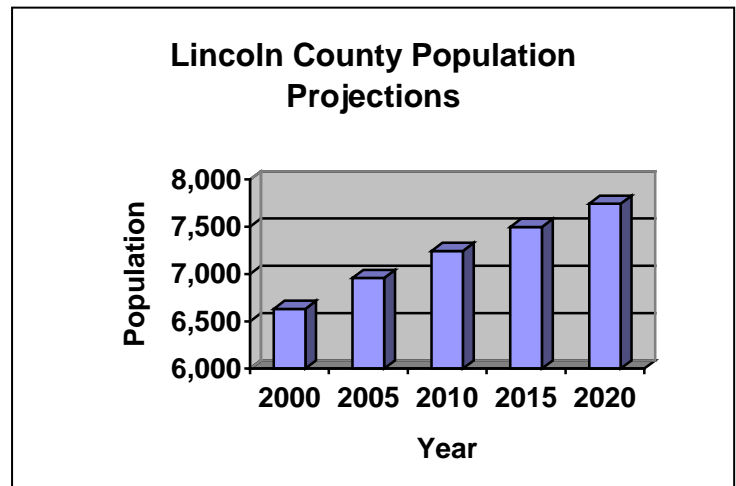 Lincoln County Population
Projections
8,000
7,500
7,000
6,500
6,000
Population
2000 2005 2010 2015 2020
Year